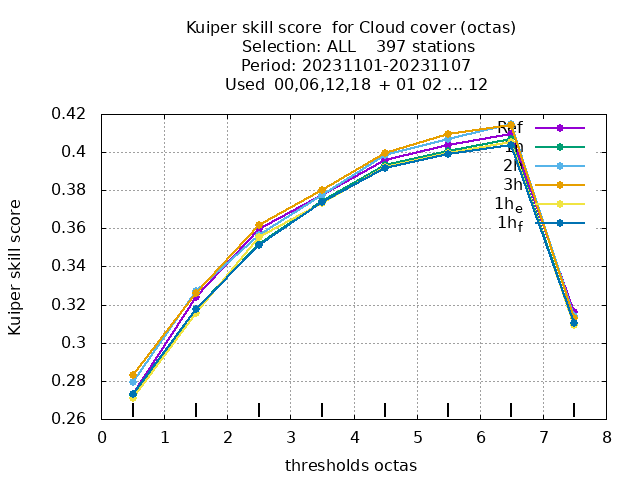 Kuiper skill score  for Cloud cover (octas)
Selection: ALL    397 stations
Period: 20231101-20231107
Used  00,06,12,18  + 01 02 ... 12
Kuiper skill score
0.42
0.4
0.38
0.36
0.34
0.32
0.3
0.28
0.26
Ref
1h
2h
3h
1he
1hf
0 1 2 3 4 5 6 7 8
thresholds octas